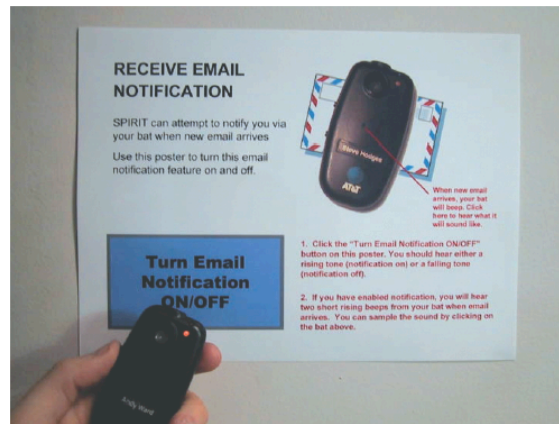 RECEIVE EMAIL
NOTIFICATION
SPIRIT can attempt to notify you via
your bat when new email arrives
Use this poster to turn this email
notification feature on and off.
Steve Hodges
AT&T
When new email
arrives, your bat
will beep. Click
here to hear what it
will sound like.
Turn Email
Notification
ON/OFF
1. Click the "Turn Email Notification ON/OFF"
button on this poster. You should hear either a
rising tone (notification on) or a falling tone
(notification off).
2. If you have enabled notification, you will hear
two short rising beeps from your bat when email
arrives. You can sample the sound by clicking on
the bat above.
Andy Ward